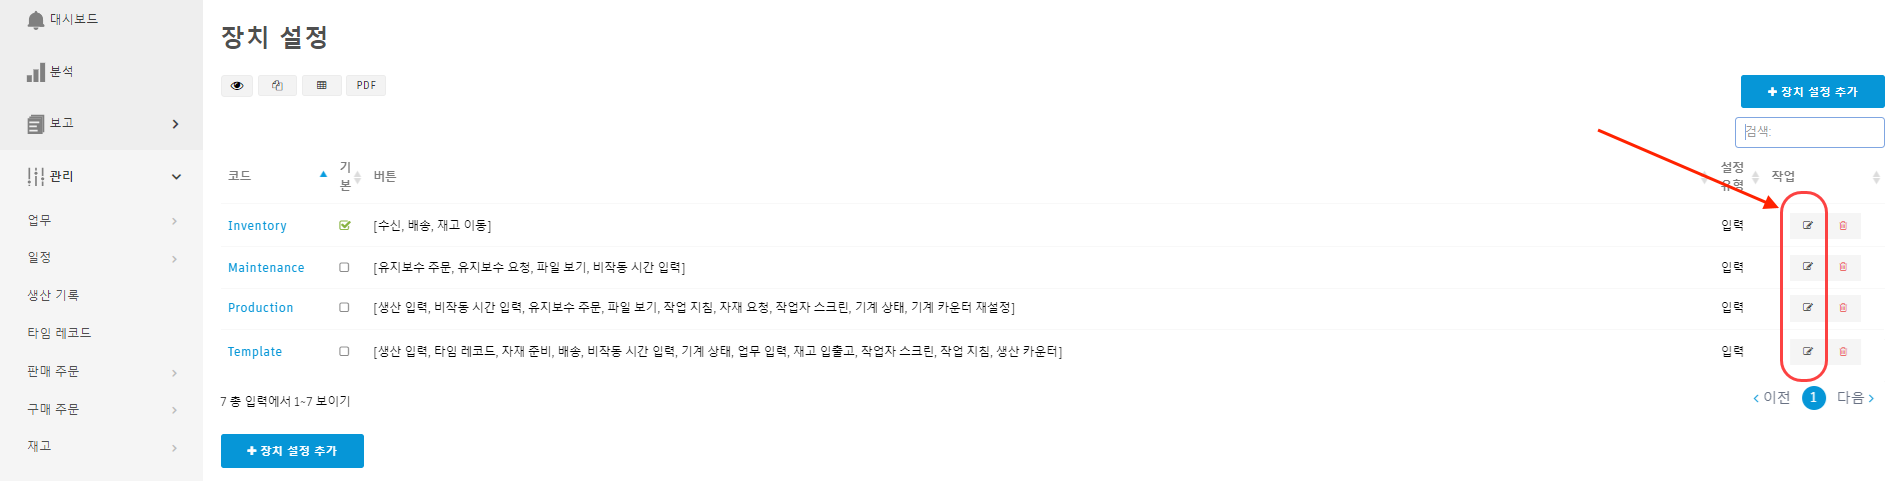 대시보드
분석
보고
관리
업무
일정
생산 기록
타임 레코드
판매 주문
구매 주문
재고
장치 설정
PDF
장치 설정 추가
검색:
코드 기본 버튼 설정 유형 작업
Inventory [수신, 배송, 재고 이동] 입력
Maintenance [유지보수 주문, 유지보수 요청, 파일 보기, 비작동 시간 입력] 입력
Production [생산 입력, 비작동 시간 입력, 유지보수 주문, 파일 보기, 작업 지침, 자재 요청, 작업자 스크린, 기계 상태, 기계 카운터 재설정] 입력
Template [생산 입력, 타임 레코드, 자재 준비, 배송, 비작동 시간 입력, 기계 상태, 업무 입력, 재고 입출고, 작업자 스크린, 작업 지침, 생산 카운터] 입력
7 총 입력에서 1~7 보이기
이전 1 다음
장치 설정 추가